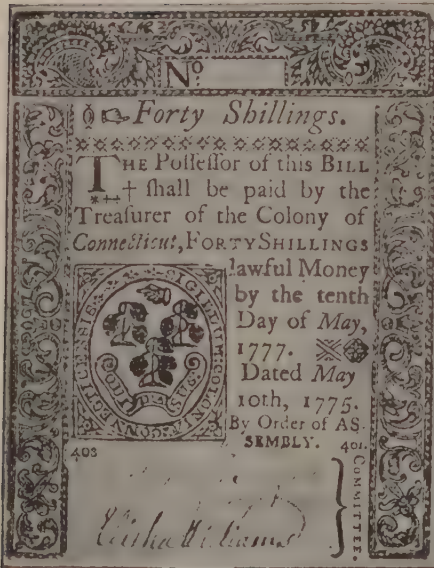 No.
Forty Shillings.
THE Poſſeſſor of this BILL
ſhall be paid by the
Treaſurer of the Colony of
Connecticut, FORTY SHILLINGS
lawful Money
by the tenth
Day of May,
1777.
Dated May
10th, 1775.
By Order of AS-
SEMBLY.
40s
40s.
COMMITTEE.
Elisha Williams